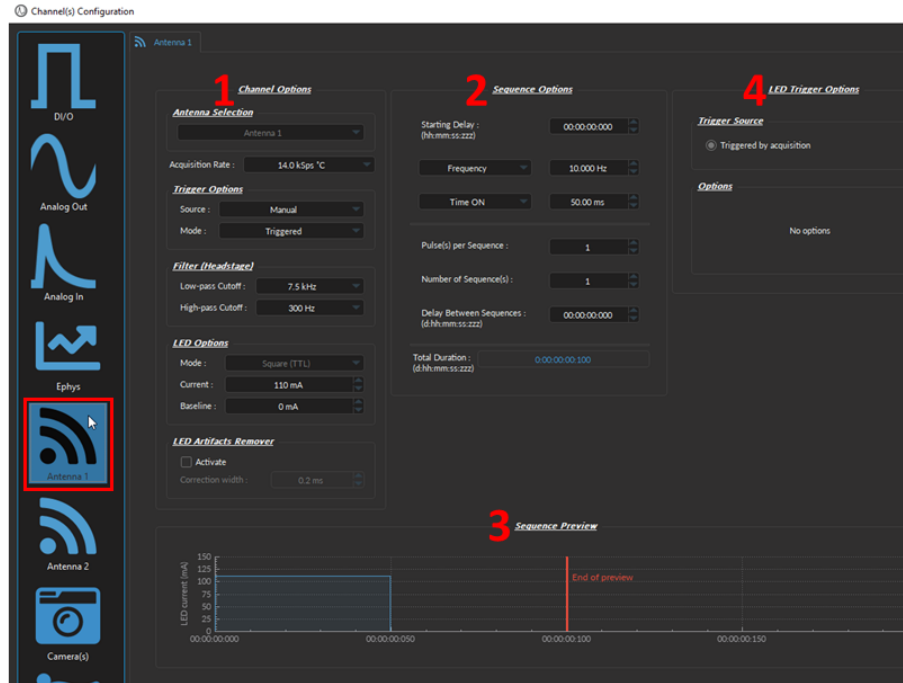 Channel(s) Configuration
DI/O
Analog Out
Analog In
Ephys
Antenna 1
Antenna 2
Camera(s)
Antenna 1
1 Channel Options
Antenna Selection
Antenna 1
Acquisition Rate : 14.0 kSps °C
Trigger Options
Source : Manual
Mode : Triggered
Filter (Headstage)
Low-pass Cutoff : 7.5 kHz
High-pass Cutoff : 300 Hz
LED Options
Mode : Square (TTL)
Current : 110 mA
Baseline : 0 mA
LED Artifacts Remover
Activate
Correction width : 0.2 ms
2 Sequence Options
Starting Delay : 00:00:00:000
(hh:mm:ss:zzz)
Frequency 10.000 Hz
Time ON 50.00 ms
Pulse(s) per Sequence : 1
Number of Sequence(s) : 1
Delay Between Sequences : 00:00:00:000
(d:hh:mm:ss:zzz)
Total Duration : 0:00:00:00:100
(d:hh:mm:ss:zzz)
4 LED Trigger Options
Trigger Source
Triggered by acquisition
Options
No options
3 Sequence Preview
LED current (mA)
150
125
100
75
50
25
0
End of preview
00:00:00:000 00:00:00:050 00:00:00:100 00:00:00:150